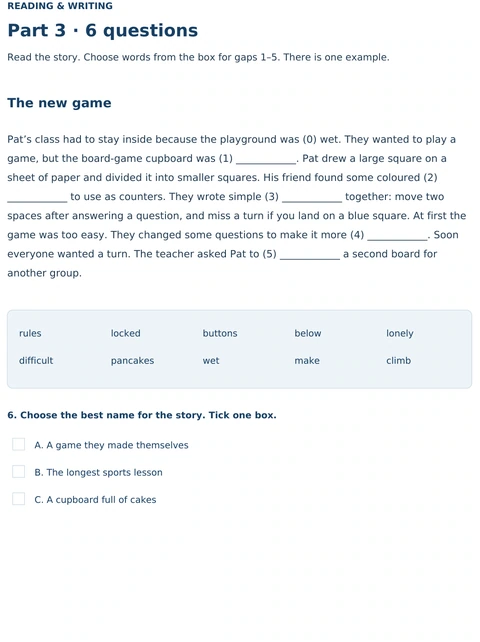 READING & WRITING
Part 3 · 6 questions
Read the story. Choose words from the box for gaps 1–5. There is one example.
The new game
Pat’s class had to stay inside because the playground was (0) wet. They wanted to play a
game, but the board-game cupboard was (1) ____________. Pat drew a large square on a
sheet of paper and divided it into smaller squares. His friend found some coloured (2)
____________ to use as counters. They wrote simple (3) ____________ together: move two
spaces after answering a question, and miss a turn if you land on a blue square. At first the
game was too easy. They changed some questions to make it more (4) ____________. Soon
everyone wanted a turn. The teacher asked Pat to (5) ____________ a second board for
another group.
rules locked buttons below lonely
difficult pancakes wet make climb
6. Choose the best name for the story. Tick one box.
A. A game they made themselves
B. The longest sports lesson
C. A cupboard full of cakes